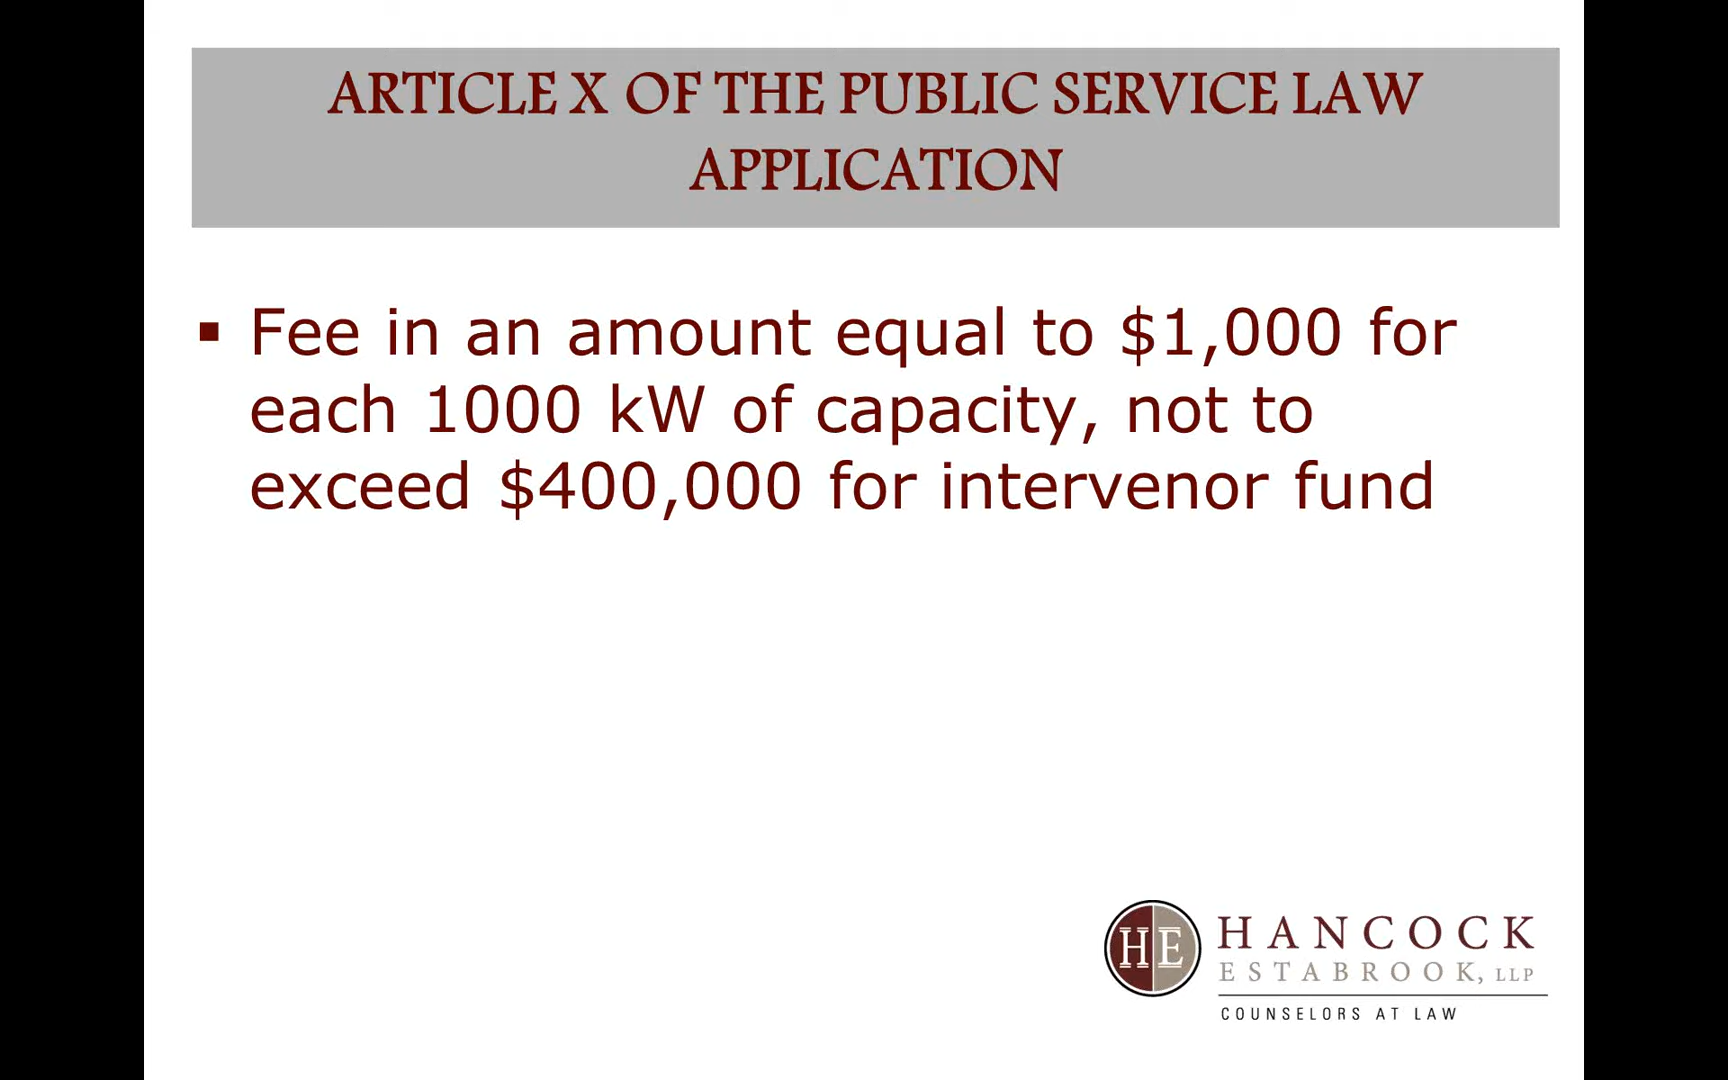 ARTICLE X OF THE PUBLIC SERVICE LAW
APPLICATION
▪ Fee in an amount equal to $1,000 for
each 1000 kW of capacity, not to
exceed $400,000 for intervenor fund
HE
HANCOCK
ESTABROOK, LLP
COUNSELORS AT LAW